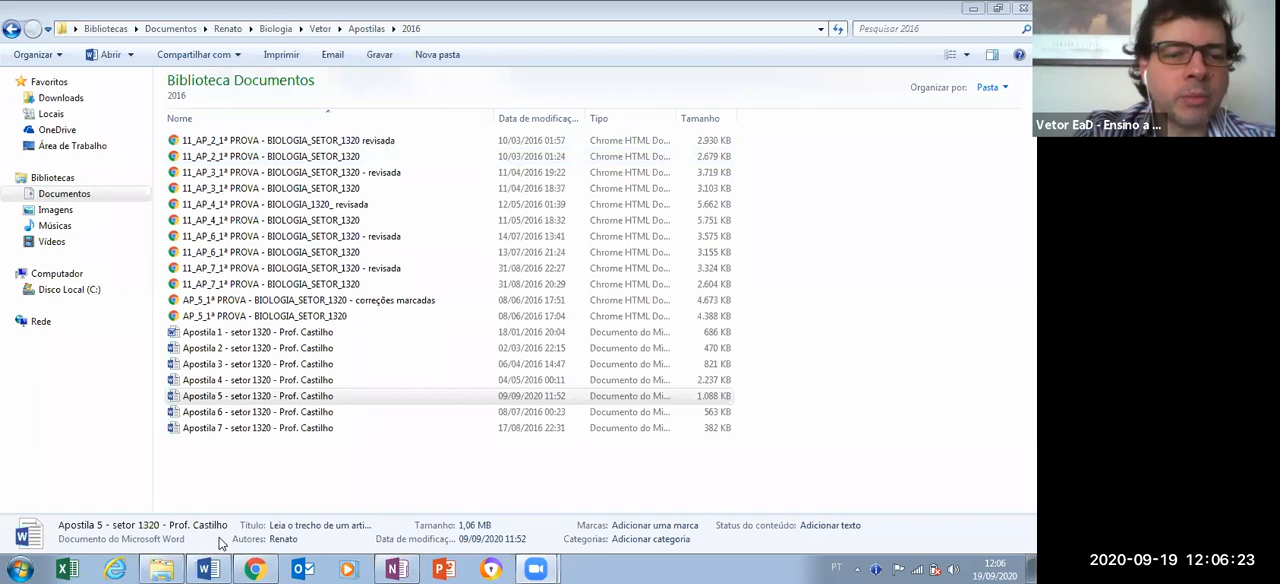 Bibliotecas ▸ Documentos ▸ Renato ▸ Biologia ▸ Vetor ▸ Apostilas ▸ 2016
Pesquisar 2016
Organizar Abrir Compartilhar com Imprimir Email Gravar Nova pasta
Favoritos
Downloads
Locais
OneDrive
Área de Trabalho
Bibliotecas
Documentos
Imagens
Músicas
Vídeos
Computador
Disco Local (C:)
Rede
Biblioteca Documentos
2016
Organizar por: Pasta
Nome Data de modificaç... Tipo Tamanho
11_AP_2_1ª PROVA - BIOLOGIA_SETOR_1320 revisada 10/03/2016 01:57 Chrome HTML Do... 2.930 KB
11_AP_2_1ª PROVA - BIOLOGIA_SETOR_1320 10/03/2016 01:24 Chrome HTML Do... 2.679 KB
11_AP_3_1ª PROVA - BIOLOGIA_SETOR_1320 - revisada 11/04/2016 19:22 Chrome HTML Do... 3.719 KB
11_AP_3_1ª PROVA - BIOLOGIA_SETOR_1320 11/04/2016 18:37 Chrome HTML Do... 3.103 KB
11_AP_4_1ª PROVA - BIOLOGIA_1320_ revisada 12/05/2016 01:39 Chrome HTML Do... 5.662 KB
11_AP_4_1ª PROVA - BIOLOGIA_SETOR_1320 11/05/2016 18:32 Chrome HTML Do... 5.751 KB
11_AP_6_1ª PROVA - BIOLOGIA_SETOR_1320 - revisada 14/07/2016 13:41 Chrome HTML Do... 3.575 KB
11_AP_6_1ª PROVA - BIOLOGIA_SETOR_1320 13/07/2016 21:24 Chrome HTML Do... 3.155 KB
11_AP_7_1ª PROVA - BIOLOGIA_SETOR_1320 - revisada 31/08/2016 22:27 Chrome HTML Do... 3.324 KB
11_AP_7_1ª PROVA - BIOLOGIA_SETOR_1320 31/08/2016 20:29 Chrome HTML Do... 2.604 KB
AP_5_1ª PROVA - BIOLOGIA_SETOR_1320 - correções marcadas 08/06/2016 17:51 Chrome HTML Do... 4.673 KB
AP_5_1ª PROVA - BIOLOGIA_SETOR_1320 08/06/2016 17:04 Chrome HTML Do... 4.388 KB
Apostila 1 - setor 1320 - Prof. Castilho 18/01/2016 20:04 Documento do Mi... 686 KB
Apostila 2 - setor 1320 - Prof. Castilho 02/03/2016 22:15 Documento do Mi... 470 KB
Apostila 3 - setor 1320 - Prof. Castilho 06/04/2016 14:47 Documento do Mi... 821 KB
Apostila 4 - setor 1320 - Prof. Castilho 04/05/2016 00:11 Documento do Mi... 2.237 KB
Apostila 5 - setor 1320 - Prof. Castilho 09/09/2020 11:52 Documento do Mi... 1.088 KB
Apostila 6 - setor 1320 - Prof. Castilho 08/07/2016 00:23 Documento do Mi... 563 KB
Apostila 7 - setor 1320 - Prof. Castilho 17/08/2016 22:31 Documento do Mi... 382 KB
Apostila 5 - setor 1320 - Prof. Castilho Título: Leia o trecho de um arti... Tamanho: 1,06 MB Marcas: Adicionar uma marca Status do conteúdo: Adicionar texto
Documento do Microsoft Word Autores: Renato Data de modificaç... 09/09/2020 11:52 Categorias: Adicionar categoria
PT
12:06
19/09/2020
Vetor EaD - Ensino a ...
2020-09-19 12:06:23